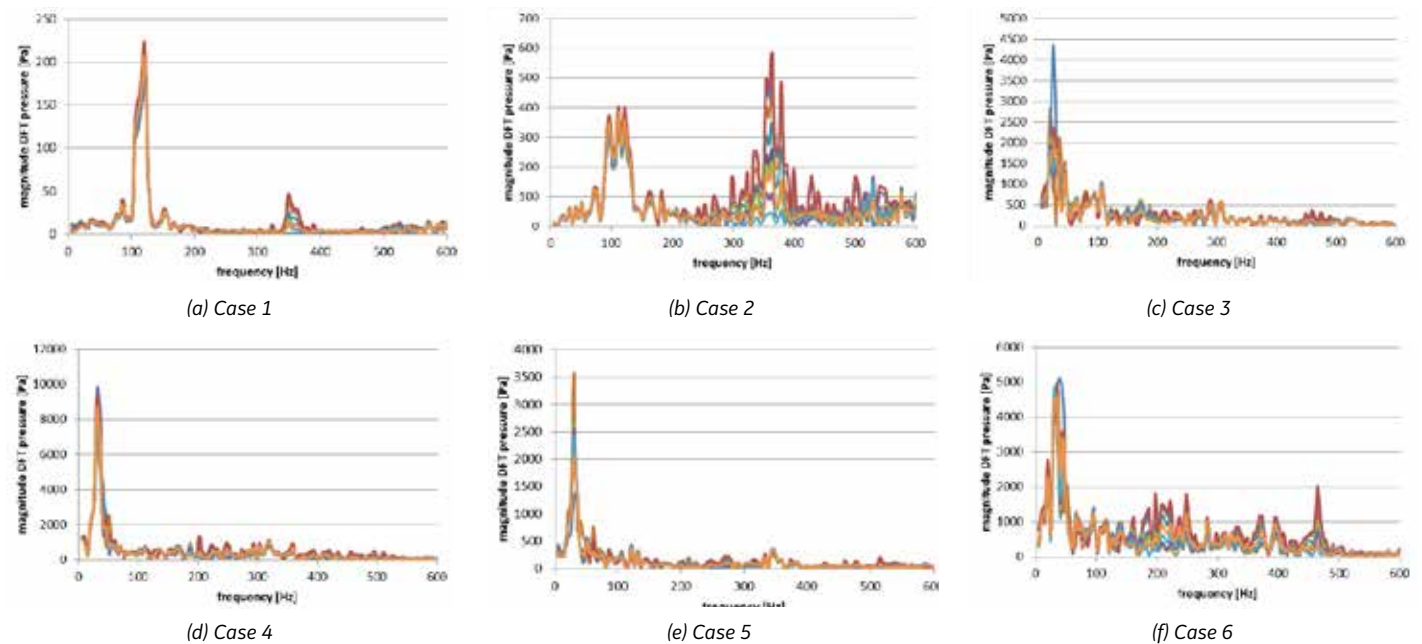 250
200
150
100
50
0
magnitude DFT pressure [Pa]
0 100 200 300 400 500 600
frequency [Hz]
(a) Case 1
700
600
500
400
300
200
100
0
magnitude DFT pressure [Pa]
0 100 200 300 400 500 600
frequency [Hz]
(b) Case 2
5000
4500
4000
3500
3000
2500
2000
1500
1000
500
0
magnitude DFT pressure [Pa]
0 100 200 300 400 500 600
frequency [Hz]
(c) Case 3
12000
10000
8000
6000
4000
2000
0
magnitude DFT pressure [Pa]
0 100 200 300 400 500 600
frequency [Hz]
(d) Case 4
4000
3500
3000
2500
2000
1500
1000
500
0
magnitude DFT pressure [Pa]
0 100 200 300 400 500 600
frequency [Hz]
(e) Case 5
6000
5000
4000
3000
2000
1000
0
magnitude DFT pressure [Pa]
0 100 200 300 400 500 600
frequency [Hz]
(f) Case 6